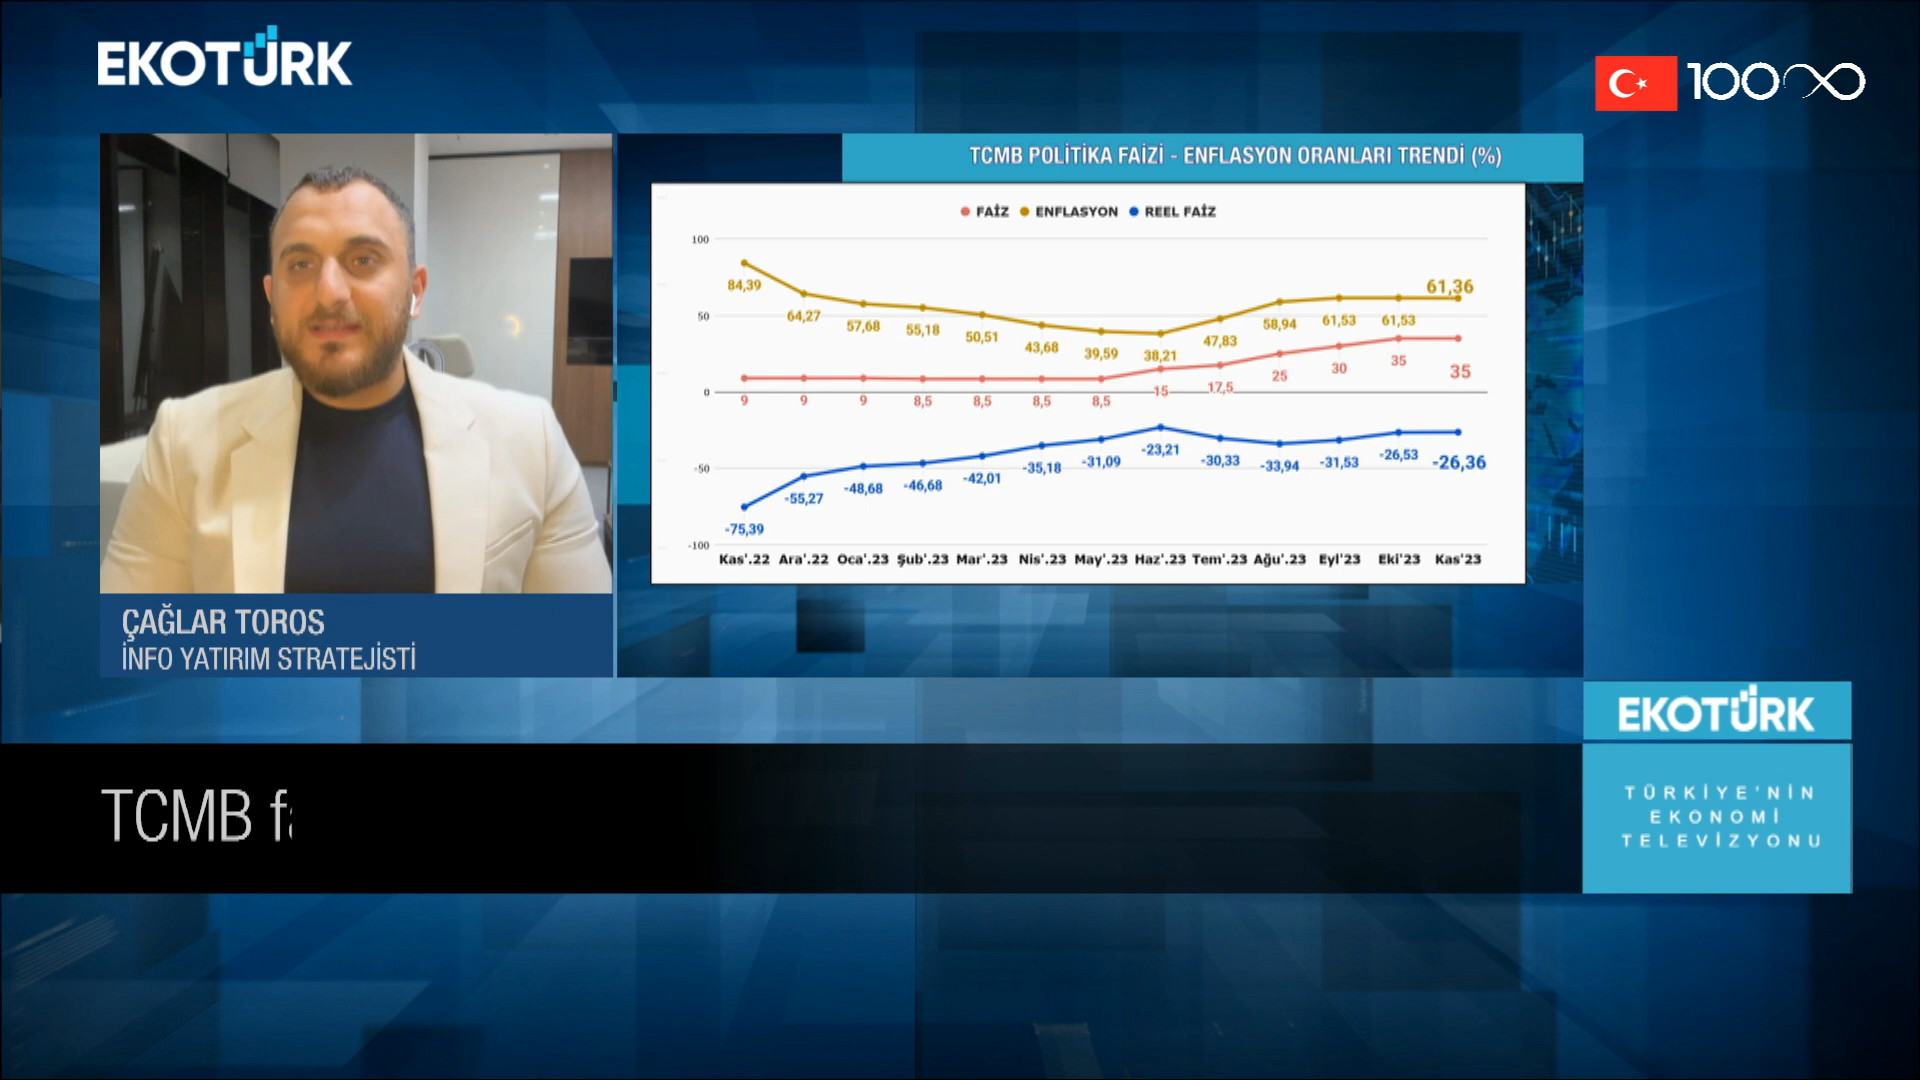 EKOTÜRK
100
TCMB POLİTİKA FAİZİ - ENFLASYON ORANLARI TRENDİ (%)
FAİZ ENFLASYON REEL FAİZ
100
50
0
-50
-100
84,39 64,27 57,68 55,18 50,51 43,68 39,59 38,21 47,83 58,94 61,53 61,53 61,36
9 9 9 8,5 8,5 8,5 8,5 15 17,5 25 30 35 35
-75,39 -55,27 -48,68 -46,68 -42,01 -35,18 -31,09 -23,21 -30,33 -33,94 -31,53 -26,53 -26,36
Kas'.22 Ara'.22 Oca'.23 Şub'.23 Mar'.23 Nis'.23 May'.23 Haz'.23 Tem'.23 Ağu'.23 Eyl'23 Eki'23 Kas'23
ÇAĞLAR TOROS
İNFO YATIRIM STRATEJİSTİ
EKOTÜRK
TCMB f
TÜRKİYE'NİN
EKONOMİ
TELEVİZYONU